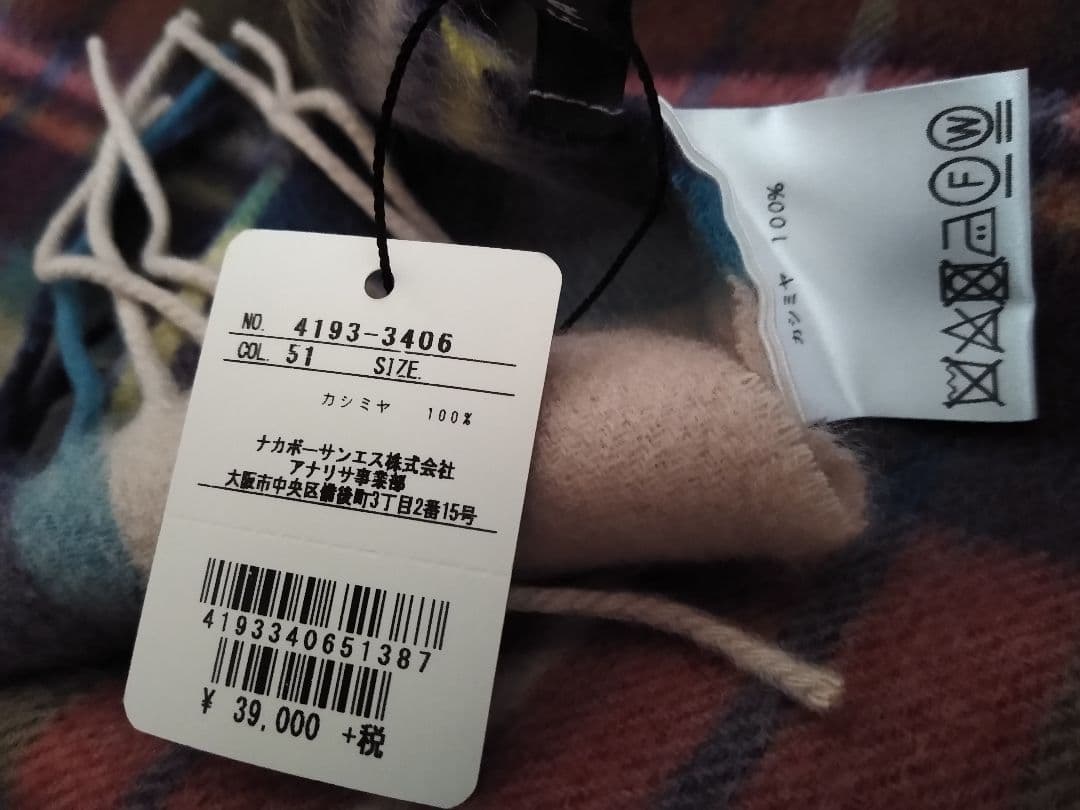 NO. 4193-3406
COL. 51 SIZE.
カシミヤ 100%
ナカボーサンエス株式会社
アナリサ事業部
大阪市中央区備後町3丁目2番15号
4193340651387
¥ 39,000 +税
カシミヤ 100%
W
F